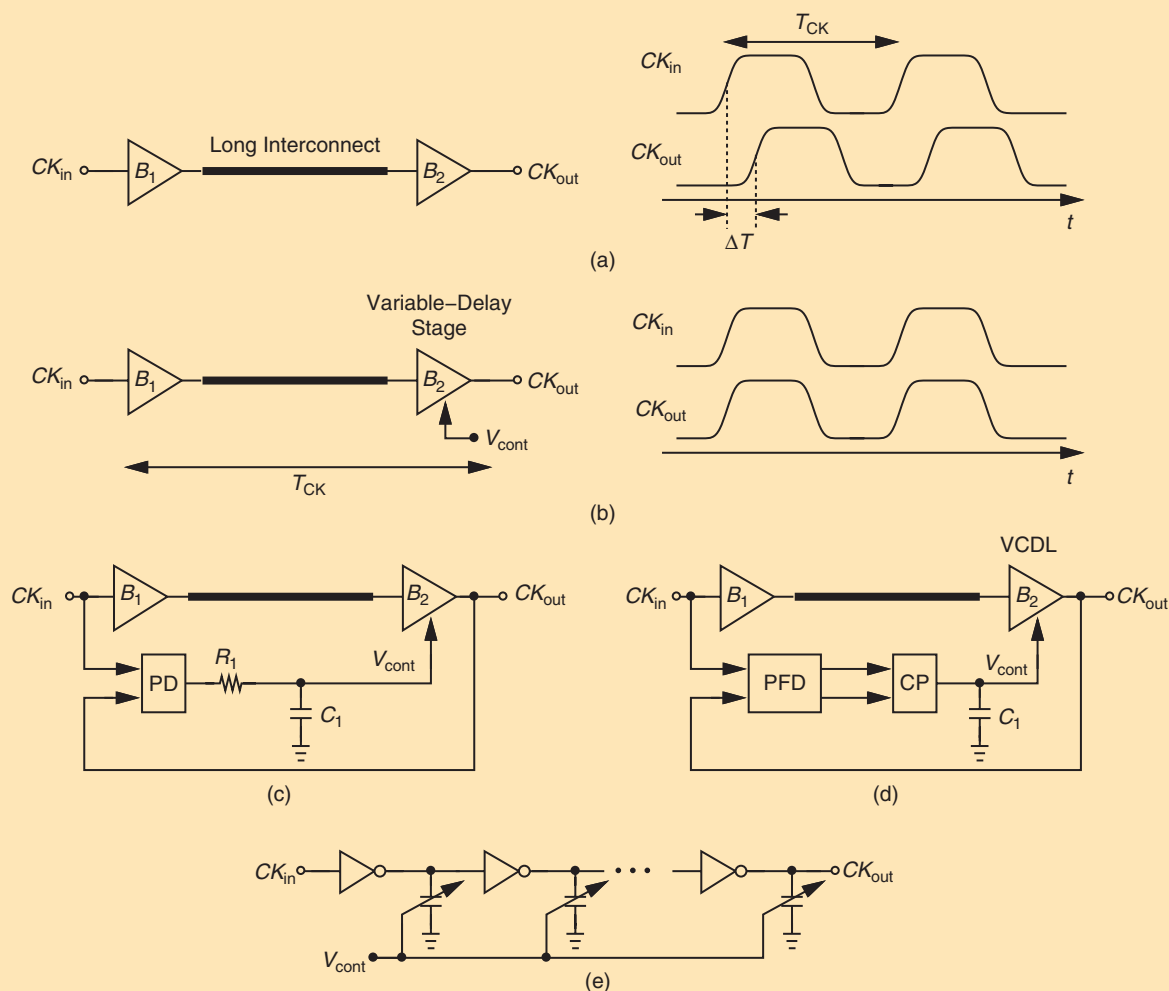 T_CK
CK_in
Long Interconnect
CK_in B_1 B_2 CK_out
CK_out
ΔT t
(a)
Variable–Delay
Stage
CK_in
CK_in B_1 B_2 CK_out
CK_out
V_cont
T_CK t
(b)
CK_in B_1 B_2 CK_out
PD R_1 V_cont
C_1
(c)
VCDL
CK_in B_1 B_2 CK_out
PFD CP V_cont
C_1
(d)
CK_in • • • CK_out
V_cont
(e)